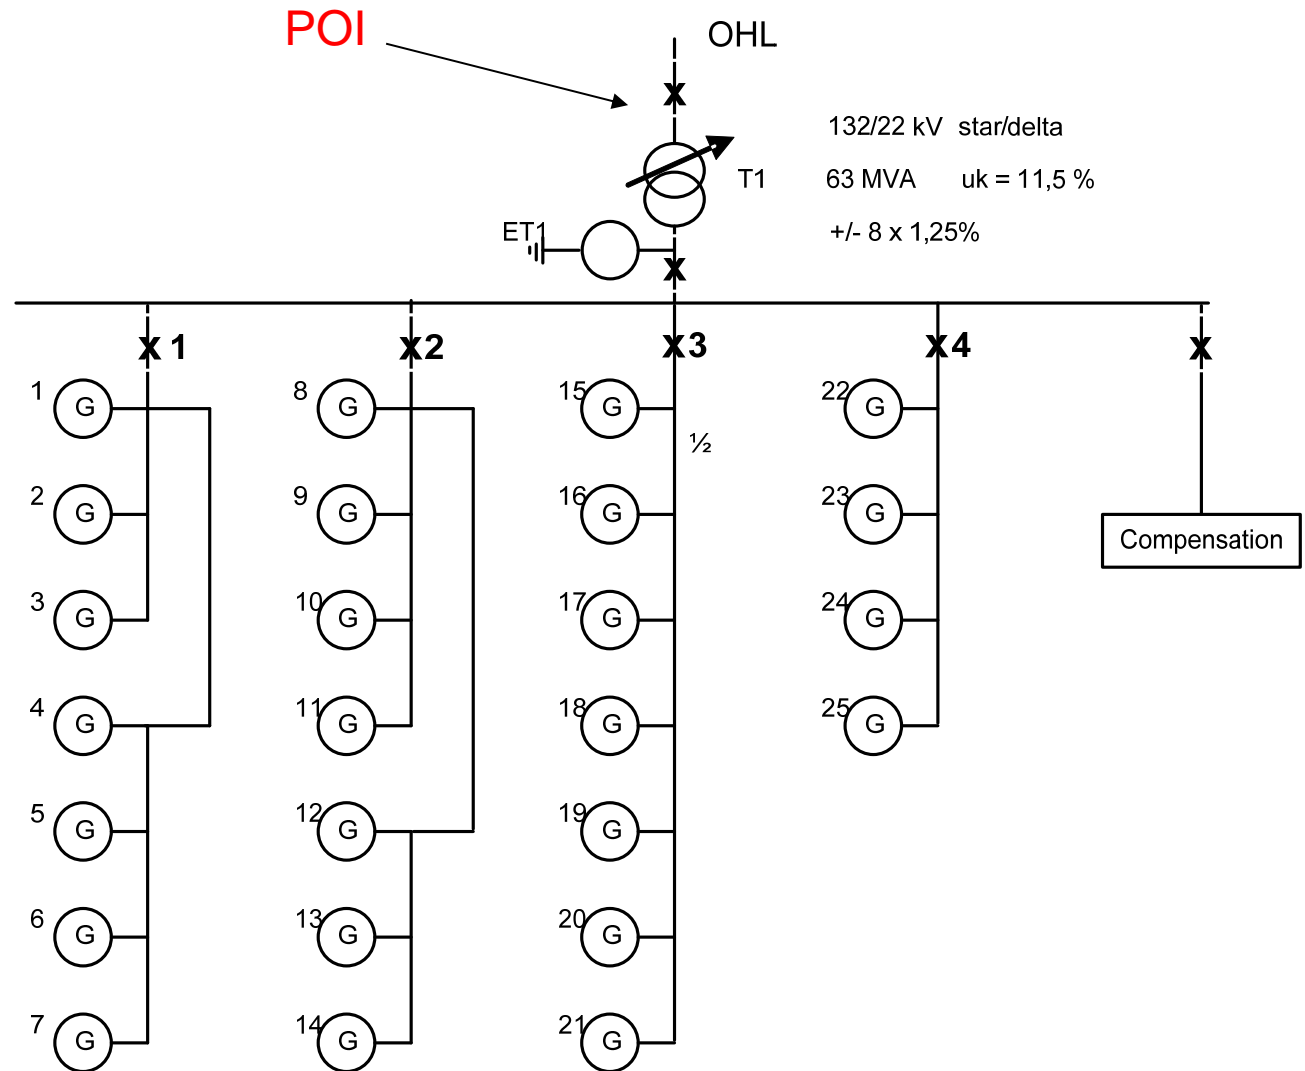 POI
OHL
132/22 kV star/delta
T1
63 MVA uk = 11,5 %
ET1
+/- 8 x 1,25%
1
2
3
4
1
G
8
G
15
G
22
G
½
2
G
9
G
16
G
23
G
Compensation
3
G
10
G
17
G
24
G
4
G
11
G
18
G
25
G
5
G
12
G
19
G
6
G
13
G
20
G
7
G
14
G
21
G